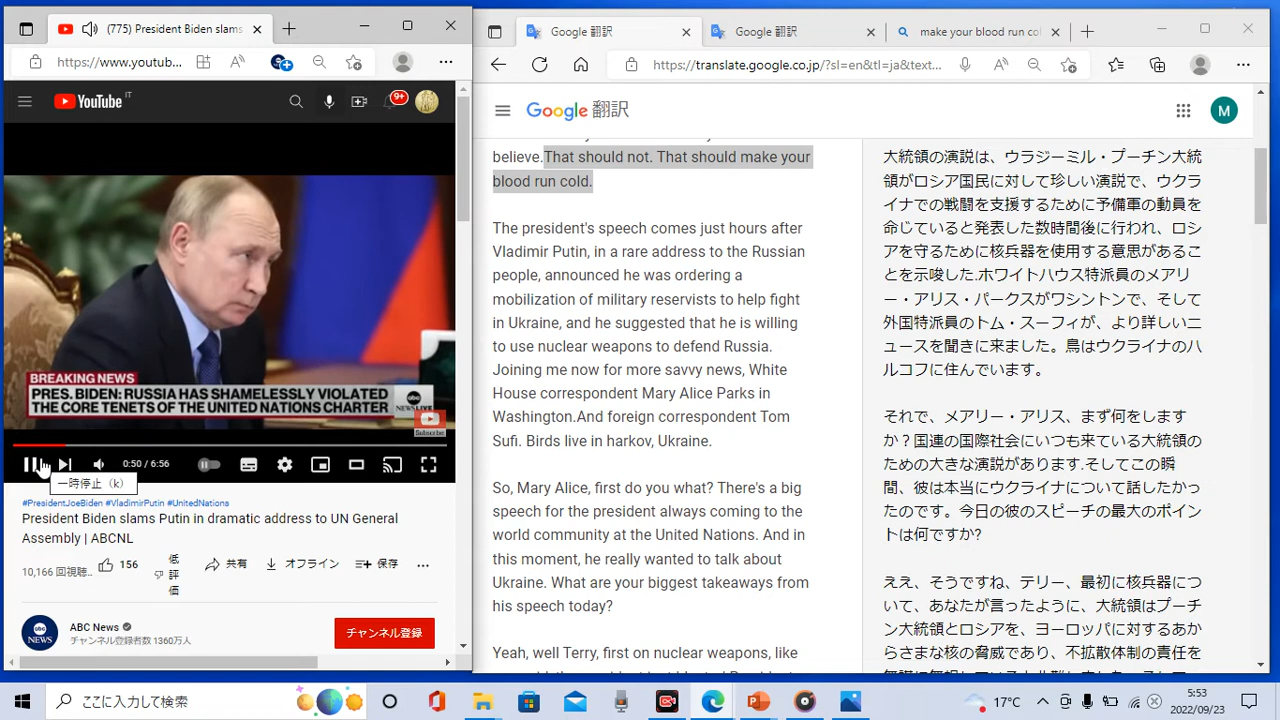 (775) President Biden slams
https://www.youtub...
YouTube IT
9+
BREAKING NEWS
PRES. BIDEN: RUSSIA HAS SHAMELESSLY VIOLATED
THE CORE TENETS OF THE UNITED NATIONS CHARTER
abc
NEWS LIVE
Subscribe
0:50 / 6:56
一時停止（k）
#PresidentJoeBiden #VladimirPutin #UnitedNations
President Biden slams Putin in dramatic address to UN General
Assembly | ABCNL
10,166 回視聴...
156
低評価
共有
オフライン
保存
abc NEWS
ABC News
チャンネル登録者数 1360万人
チャンネル登録
Google 翻訳
Google 翻訳
make your blood run col
https://translate.google.co.jp/?sl=en&tl=ja&text...
Google 翻訳
M
believe.That should not. That should make your
blood run cold.
The president's speech comes just hours after
Vladimir Putin, in a rare address to the Russian
people, announced he was ordering a
mobilization of military reservists to help fight
in Ukraine, and he suggested that he is willing
to use nuclear weapons to defend Russia.
Joining me now for more savvy news, White
House correspondent Mary Alice Parks in
Washington.And foreign correspondent Tom
Sufi. Birds live in harkov, Ukraine.
So, Mary Alice, first do you what? There's a big
speech for the president always coming to the
world community at the United Nations. And in
this moment, he really wanted to talk about
Ukraine. What are your biggest takeaways from
his speech today?
Yeah, well Terry, first on nuclear weapons, like
大統領の演説は、ウラジーミル・プーチン大統
領がロシア国民に対して珍しい演説で、ウクラ
イナでの戦闘を支援するために予備軍の動員を
命じていると発表した数時間後に行われ、ロシ
アを守るために核兵器を使用する意思があるこ
とを示唆した.ホワイトハウス特派員のメアリ
ー・アリス・パークスがワシントンで、そして
外国特派員のトム・スーフィが、より詳しいニ
ュースを聞きに来ました。鳥はウクライナのハ
ルコフに住んでいます。
それで、メアリー・アリス、まず何をします
か？国連の国際社会にいつも来ている大統領の
ための大きな演説があります.そしてこの瞬
間、彼は本当にウクライナについて話したかっ
たのです。今日の彼のスピーチの最大のポイン
トは何ですか?
ええ、そうですね、テリー、最初に核兵器につ
いて、あなたが言ったように、大統領はプーチ
ン大統領とロシアを、ヨーロッパに対するあか
らさまな核の脅威であり、不拡散体制の責任を
ここに入力して検索
17℃
5:53
2022/09/23